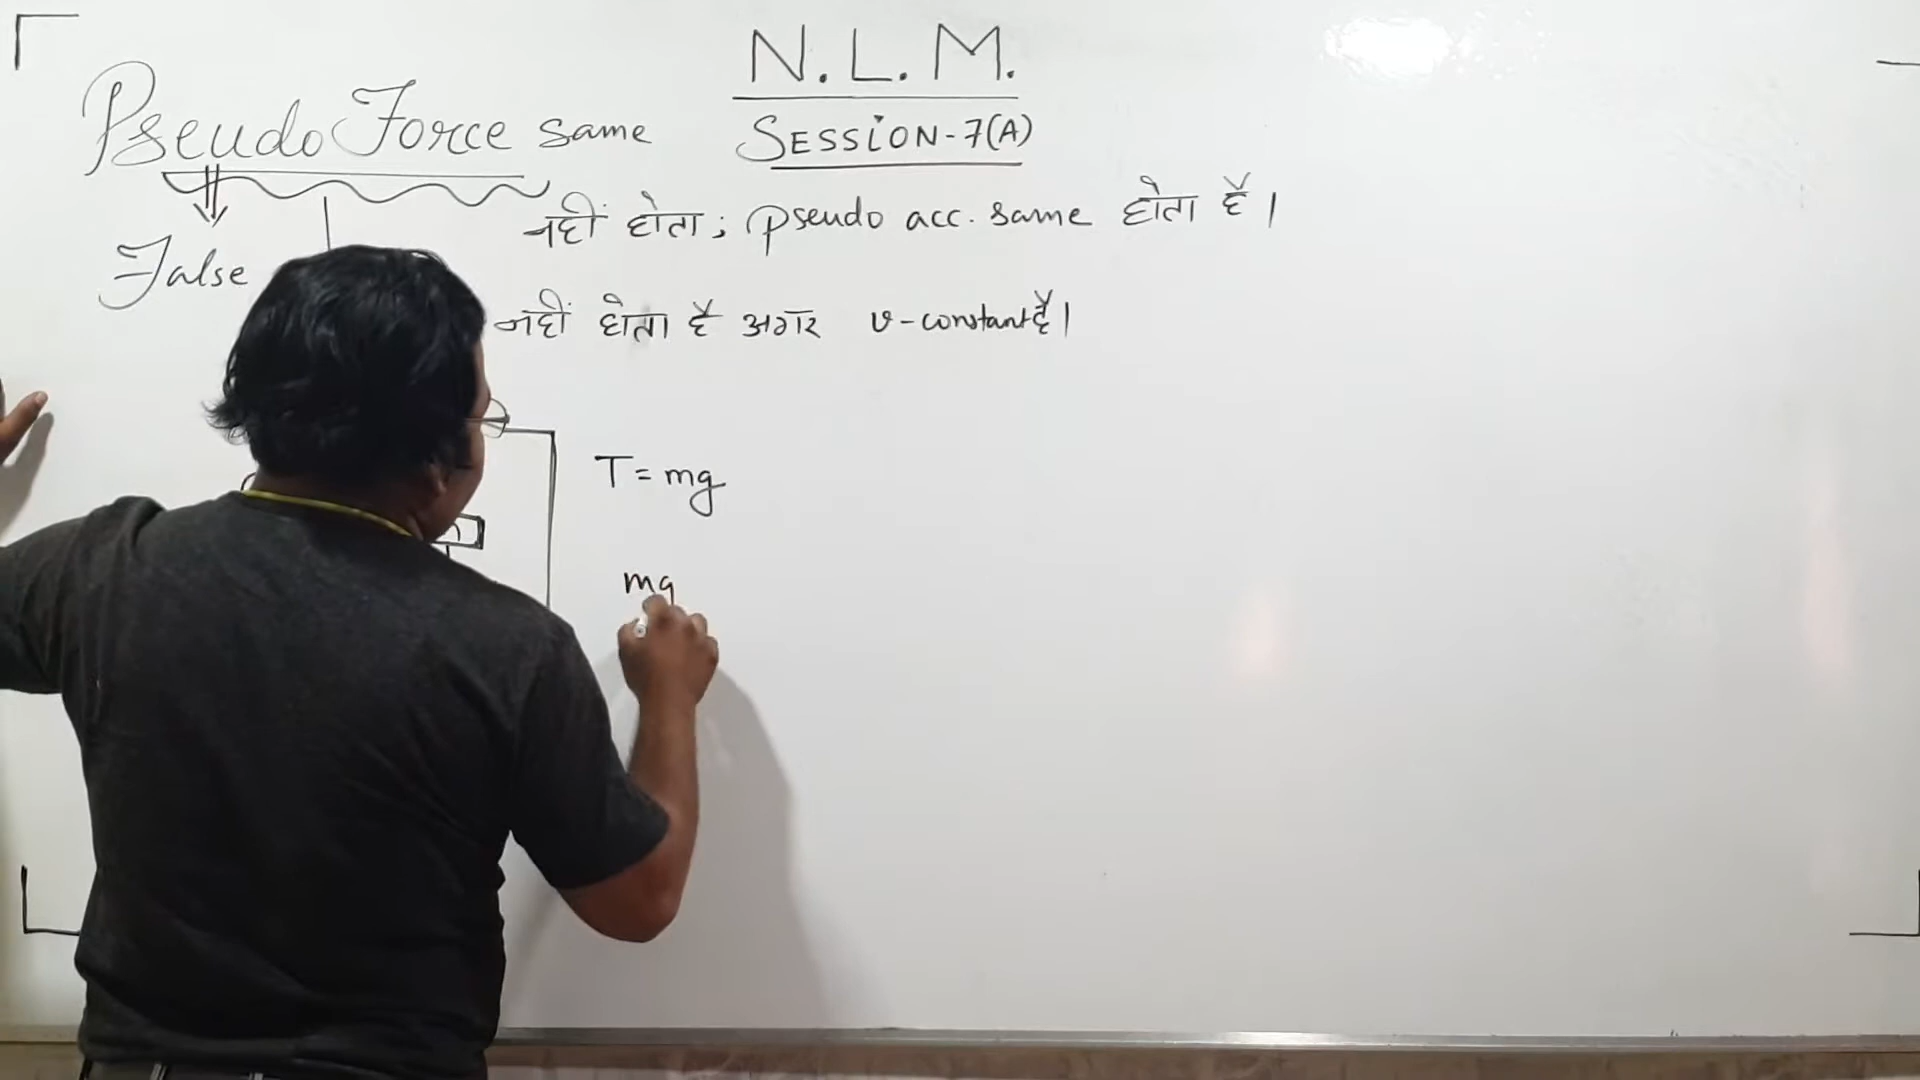 N.L.M.
SESSION-7(A)
Pseudo Force same
नहीं होता; pseudo acc. same होता है।
False
नहीं होता है अगर v-constant है।
T = mg
mg